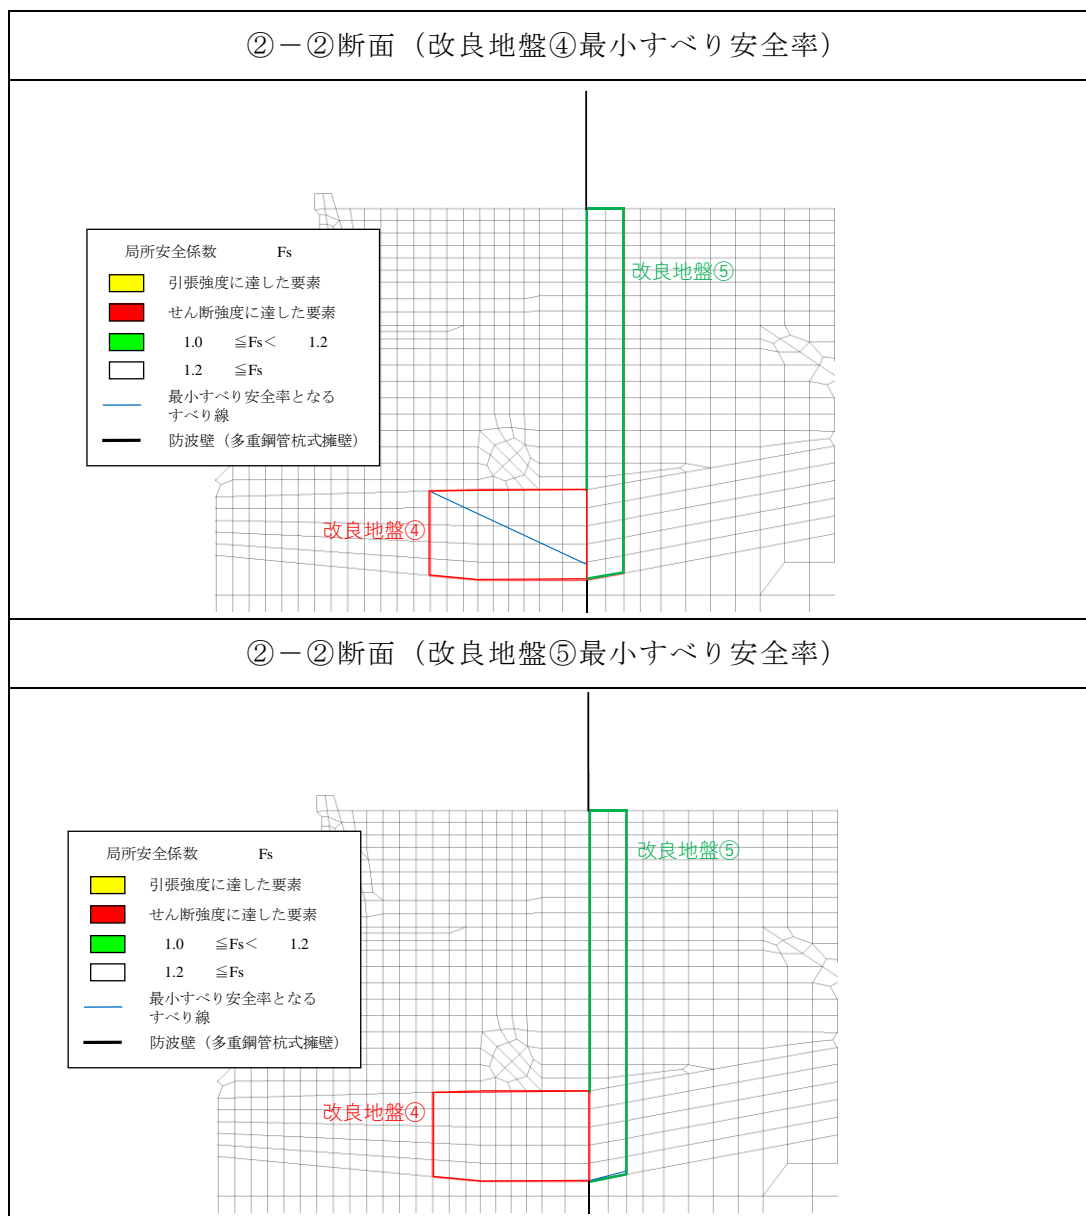 ②－②断面（改良地盤④最小すべり安全率）
改良地盤⑤
局所安全係数 Fs
引張強度に達した要素
せん断強度に達した要素
1.0 ≦Fs＜ 1.2
1.2 ≦Fs
最小すべり安全率となる
すべり線
防波壁（多重鋼管杭式擁壁）
改良地盤④
②－②断面（改良地盤⑤最小すべり安全率）
改良地盤⑤
局所安全係数 Fs
引張強度に達した要素
せん断強度に達した要素
1.0 ≦Fs＜ 1.2
1.2 ≦Fs
最小すべり安全率となる
すべり線
防波壁（多重鋼管杭式擁壁）
改良地盤④